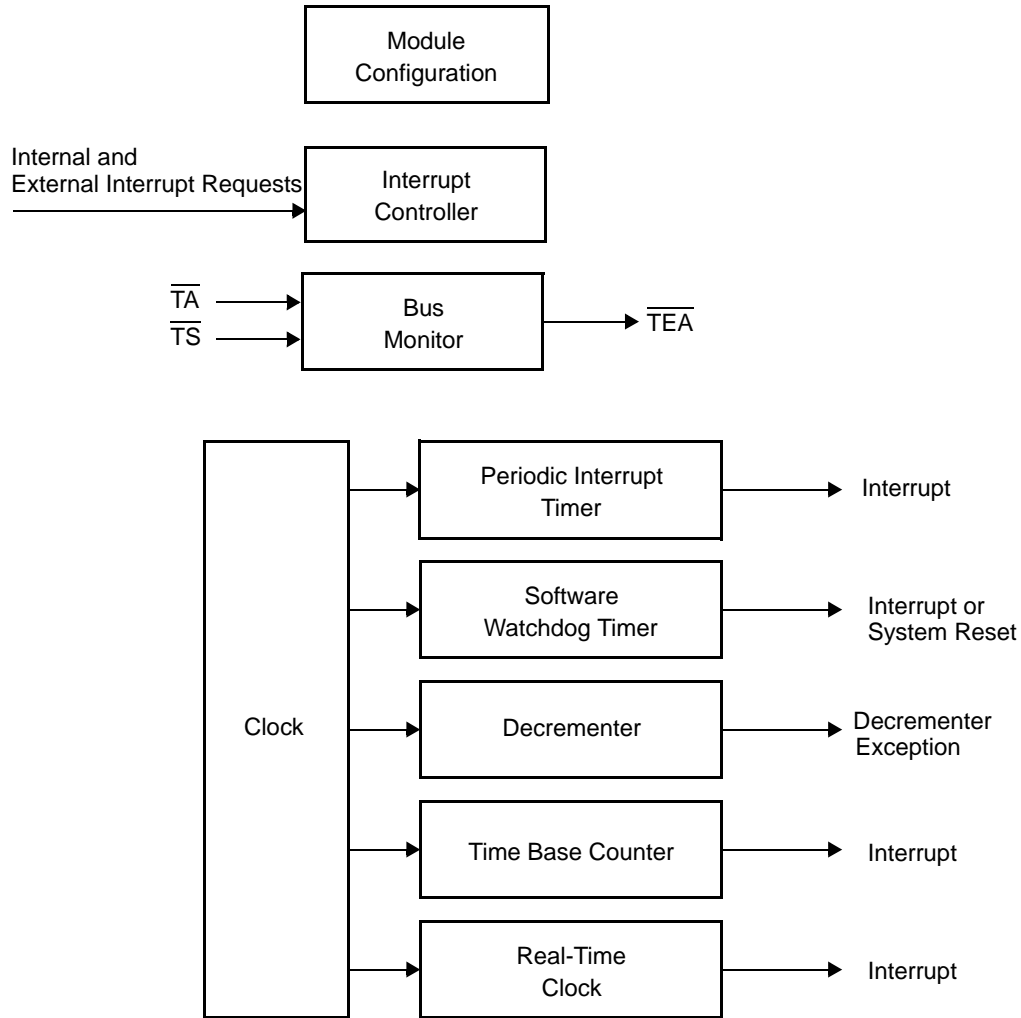 Module
Configuration
Internal and
External Interrupt Requests
Interrupt
Controller
TA
TS
Bus
Monitor
TEA
Clock
Periodic Interrupt
Timer
Interrupt
Software
Watchdog Timer
Interrupt or
System Reset
Decrementer
Decrementer
Exception
Time Base Counter
Interrupt
Real-Time
Clock
Interrupt